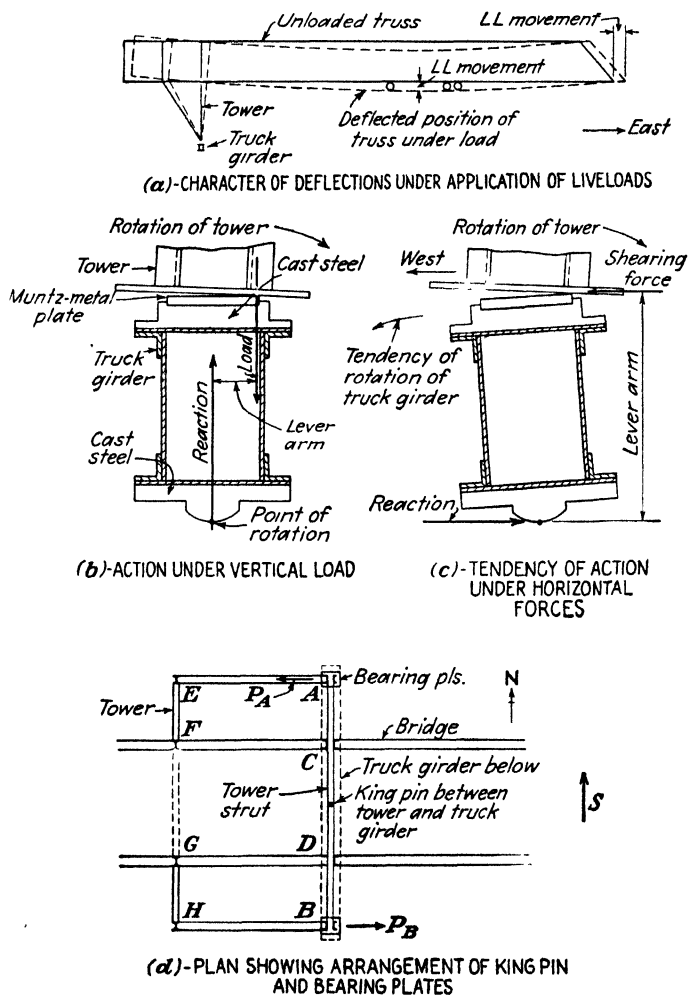 Unloaded truss
LL movement
LL movement
Tower
Deflected position of
truss under load
East
Truck
girder
(a)-CHARACTER OF DEFLECTIONS UNDER APPLICATION OF LIVELOADS
Rotation of tower
Tower
Cast steel
Muntz-metal
plate
Truck
girder
Load
Reaction
Lever
arm
Cast
steel
Point of
rotation
(b)-ACTION UNDER VERTICAL LOAD
Rotation of tower
West
Shearing
force
Tendency of
rotation of
truck girder
Lever arm
Reaction
(c)-TENDENCY OF ACTION
UNDER HORIZONTAL
FORCES
E
PA
A
Bearing pls.
N
Tower
F
Bridge
C
Truck girder below
Tower
strut
King pin between
tower and truck
girder
S
G
D
H
B
PB
(d)-PLAN SHOWING ARRANGEMENT OF KING PIN
AND BEARING PLATES